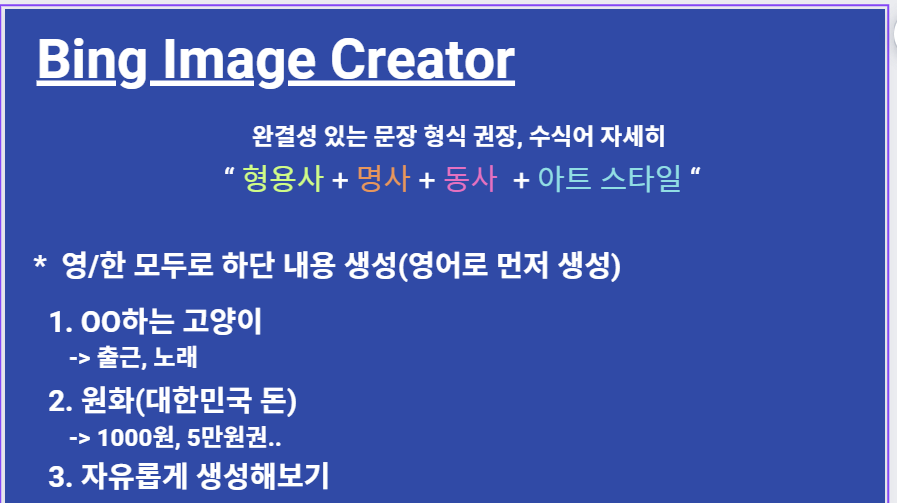 Bing Image Creator
완결성 있는 문장 형식 권장, 수식어 자세히
“ 형용사 + 명사 + 동사 + 아트 스타일 “
* 영/한 모두로 하단 내용 생성(영어로 먼저 생성)
1. OO하는 고양이
-> 출근, 노래
2. 원화(대한민국 돈)
-> 1000원, 5만원권..
3. 자유롭게 생성해보기